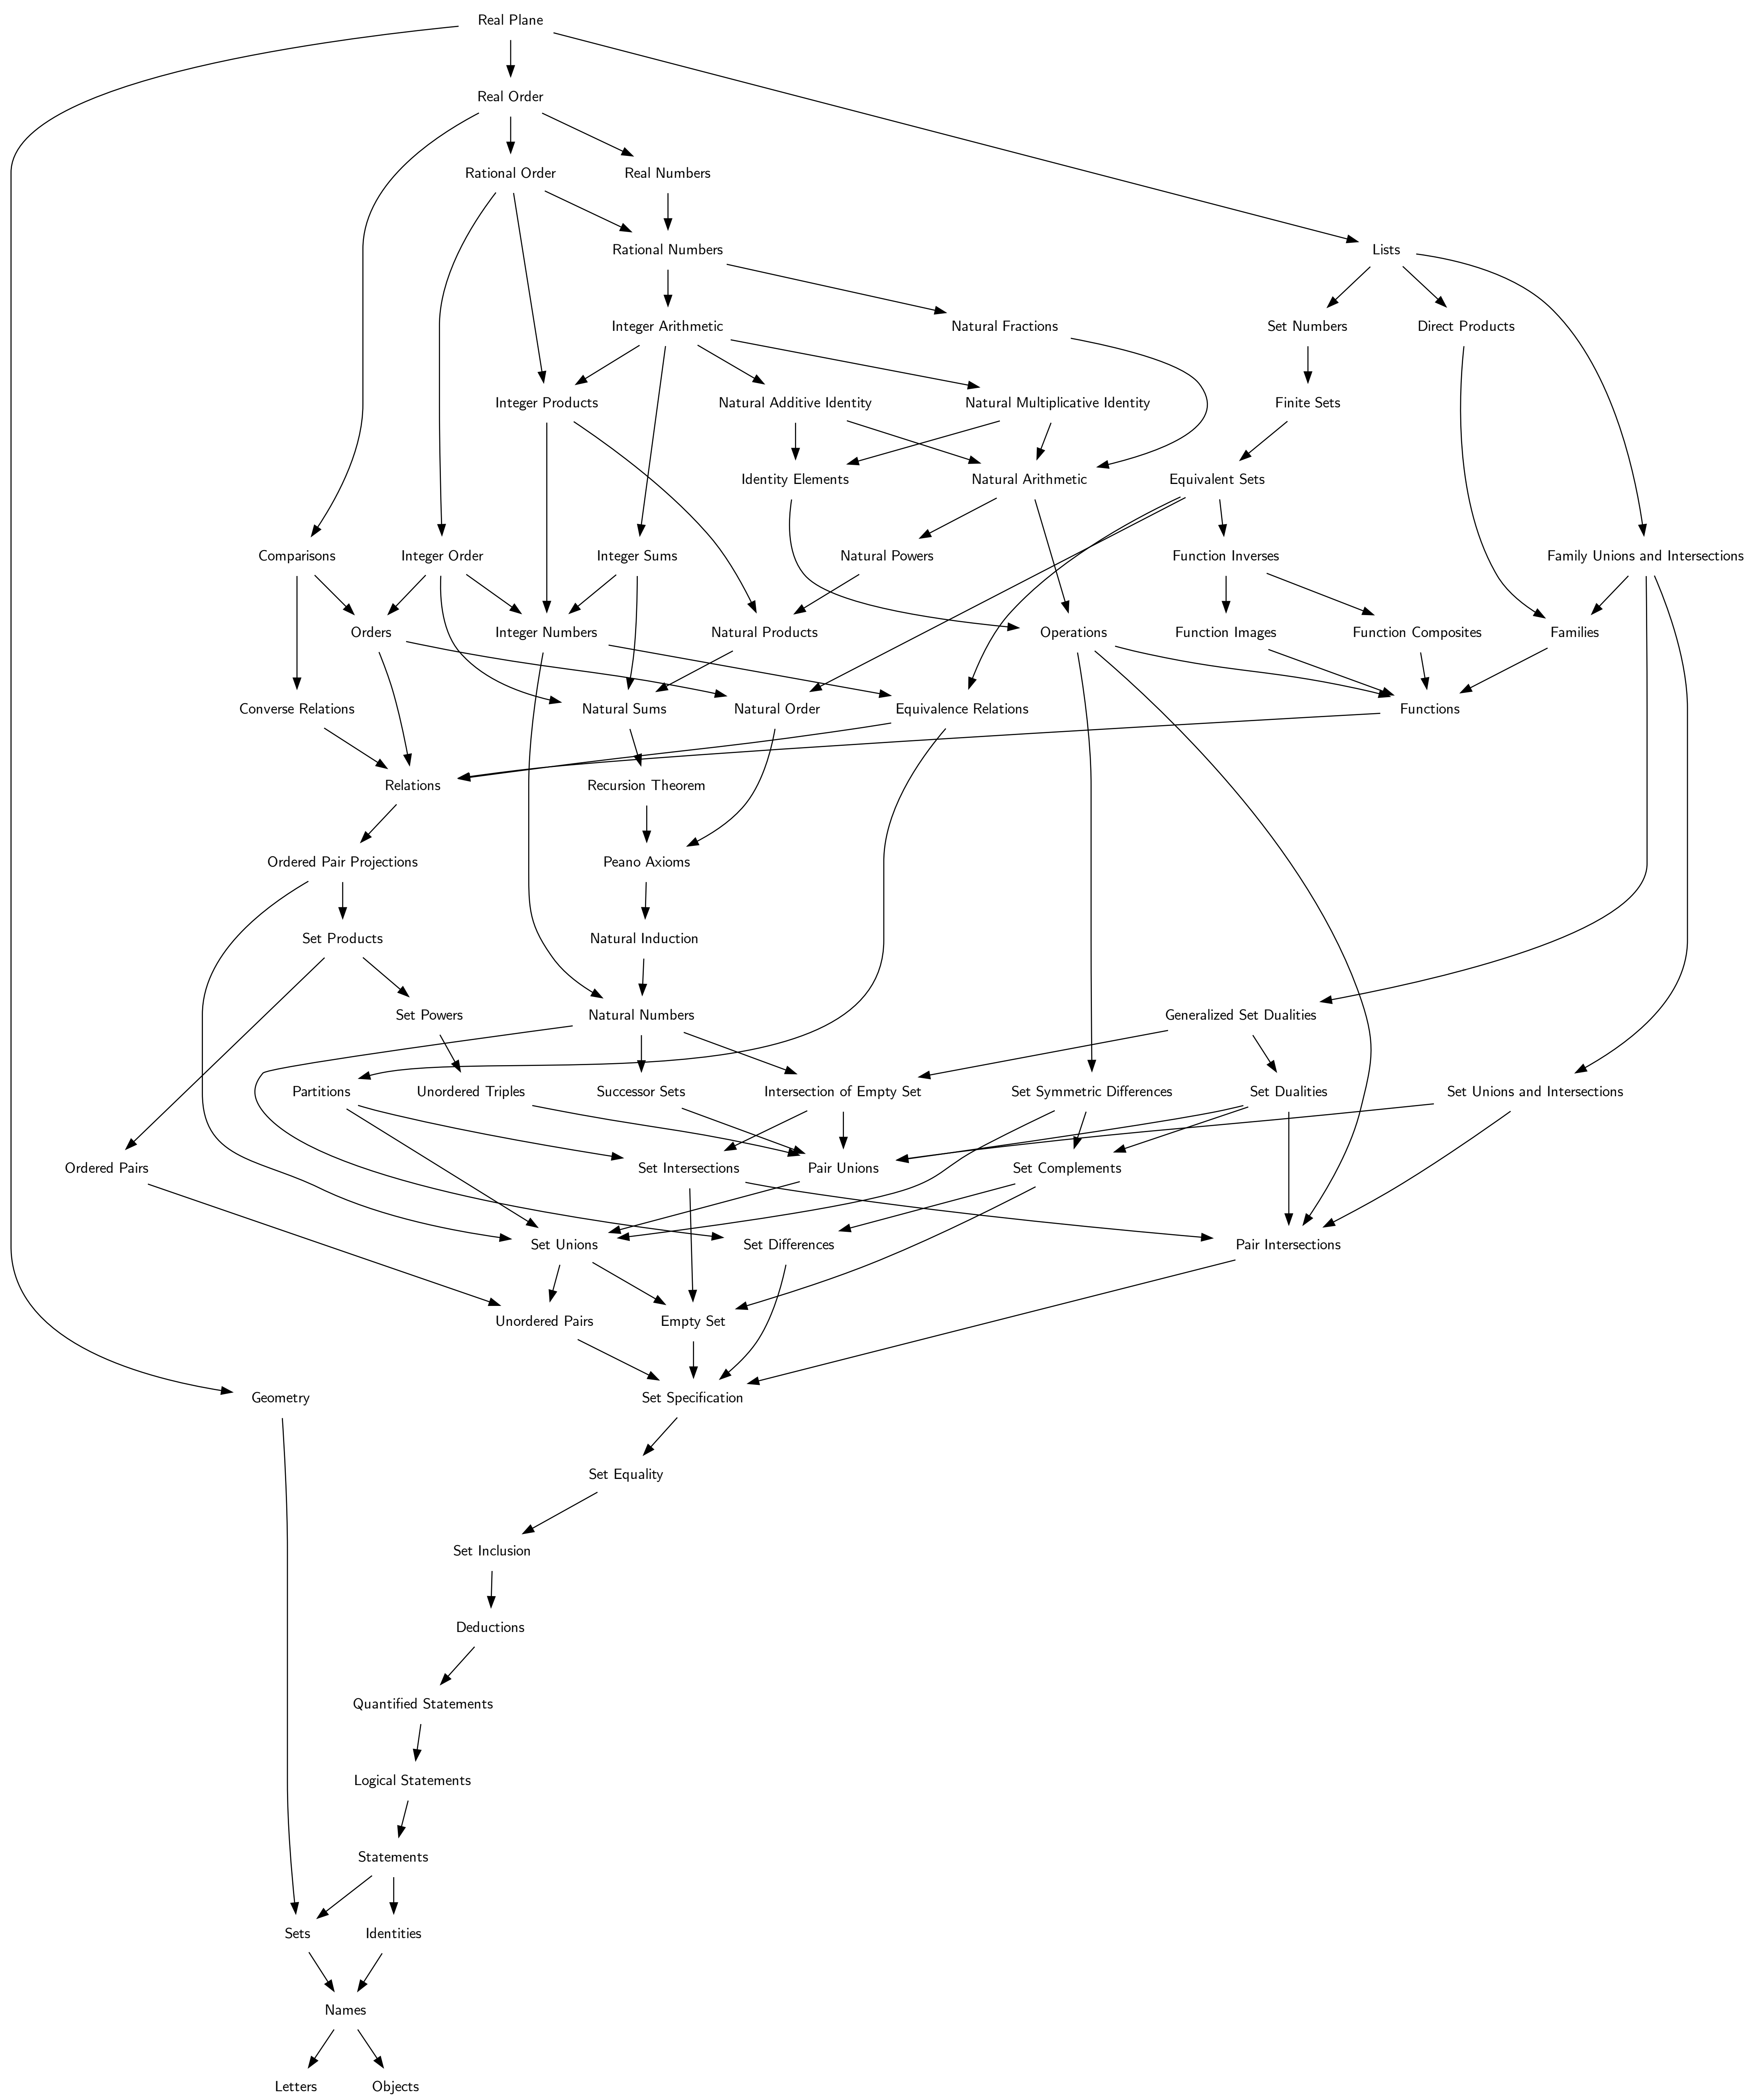 Real Plane
Real Order
Rational Order
Real Numbers
Rational Numbers
Lists
Integer Arithmetic
Natural Fractions
Set Numbers
Direct Products
Integer Products
Natural Additive Identity
Natural Multiplicative Identity
Finite Sets
Identity Elements
Natural Arithmetic
Equivalent Sets
Comparisons
Integer Order
Integer Sums
Natural Powers
Function Inverses
Family Unions and Intersections
Orders
Integer Numbers
Natural Products
Operations
Function Images
Function Composites
Families
Converse Relations
Natural Sums
Natural Order
Equivalence Relations
Functions
Relations
Recursion Theorem
Ordered Pair Projections
Peano Axioms
Set Products
Natural Induction
Set Powers
Natural Numbers
Generalized Set Dualities
Partitions
Unordered Triples
Successor Sets
Intersection of Empty Set
Set Symmetric Differences
Set Dualities
Set Unions and Intersections
Ordered Pairs
Set Intersections
Pair Unions
Set Complements
Set Unions
Set Differences
Pair Intersections
Unordered Pairs
Empty Set
Geometry
Set Specification
Set Equality
Set Inclusion
Deductions
Quantified Statements
Logical Statements
Statements
Sets
Identities
Names
Letters
Objects